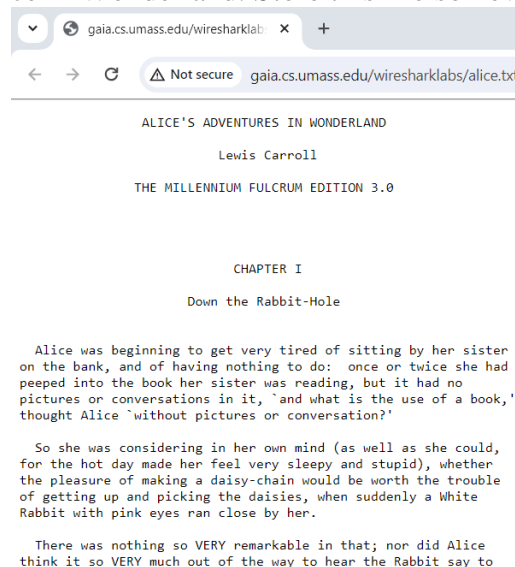 gaia.cs.umass.edu/wiresharklab
Not secure gaia.cs.umass.edu/wiresharklabs/alice.txt
ALICE'S ADVENTURES IN WONDERLAND
Lewis Carroll
THE MILLENNIUM FULCRUM EDITION 3.0
CHAPTER I
Down the Rabbit-Hole
Alice was beginning to get very tired of sitting by her sister
on the bank, and of having nothing to do:  once or twice she had
peeped into the book her sister was reading, but it had no
pictures or conversations in it, `and what is the use of a book,'
thought Alice `without pictures or conversation?'
So she was considering in her own mind (as well as she could,
for the hot day made her feel very sleepy and stupid), whether
the pleasure of making a daisy-chain would be worth the trouble
of getting up and picking the daisies, when suddenly a White
Rabbit with pink eyes ran close by her.
There was nothing so VERY remarkable in that; nor did Alice
think it so VERY much out of the way to hear the Rabbit say to